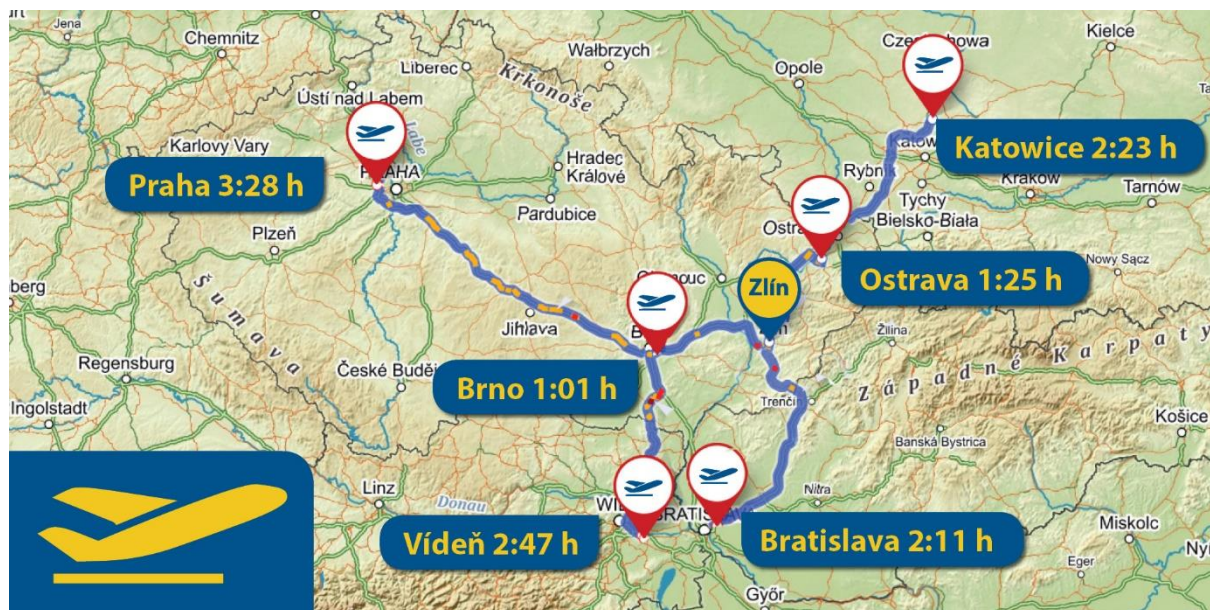 Jena
Chemnitz
Liberec
Krkonoše
Wałbrzych
Opole
Kielce
Ústí nad Labem
Labe
Karlovy Vary
Praha 3:28 h
Hradec
Králové
Pardubice
Rybnik
Katowice 2:23 h
Kraków
Tychy
Tarnów
Bielsko-Biała
Plzeň
Nowy Sącz
Ostrava 1:25 h
Zlín
Šumava
Jihlava
Žilina
Západné Karpaty
Regensburg
České Buděj
Brno 1:01 h
Trenčín
Ingolstadt
Košice
Banská Bystrica
Linz
Donau
Nitra
Vídeň 2:47 h
Bratislava 2:11 h
Miskolc
Eger
Győr